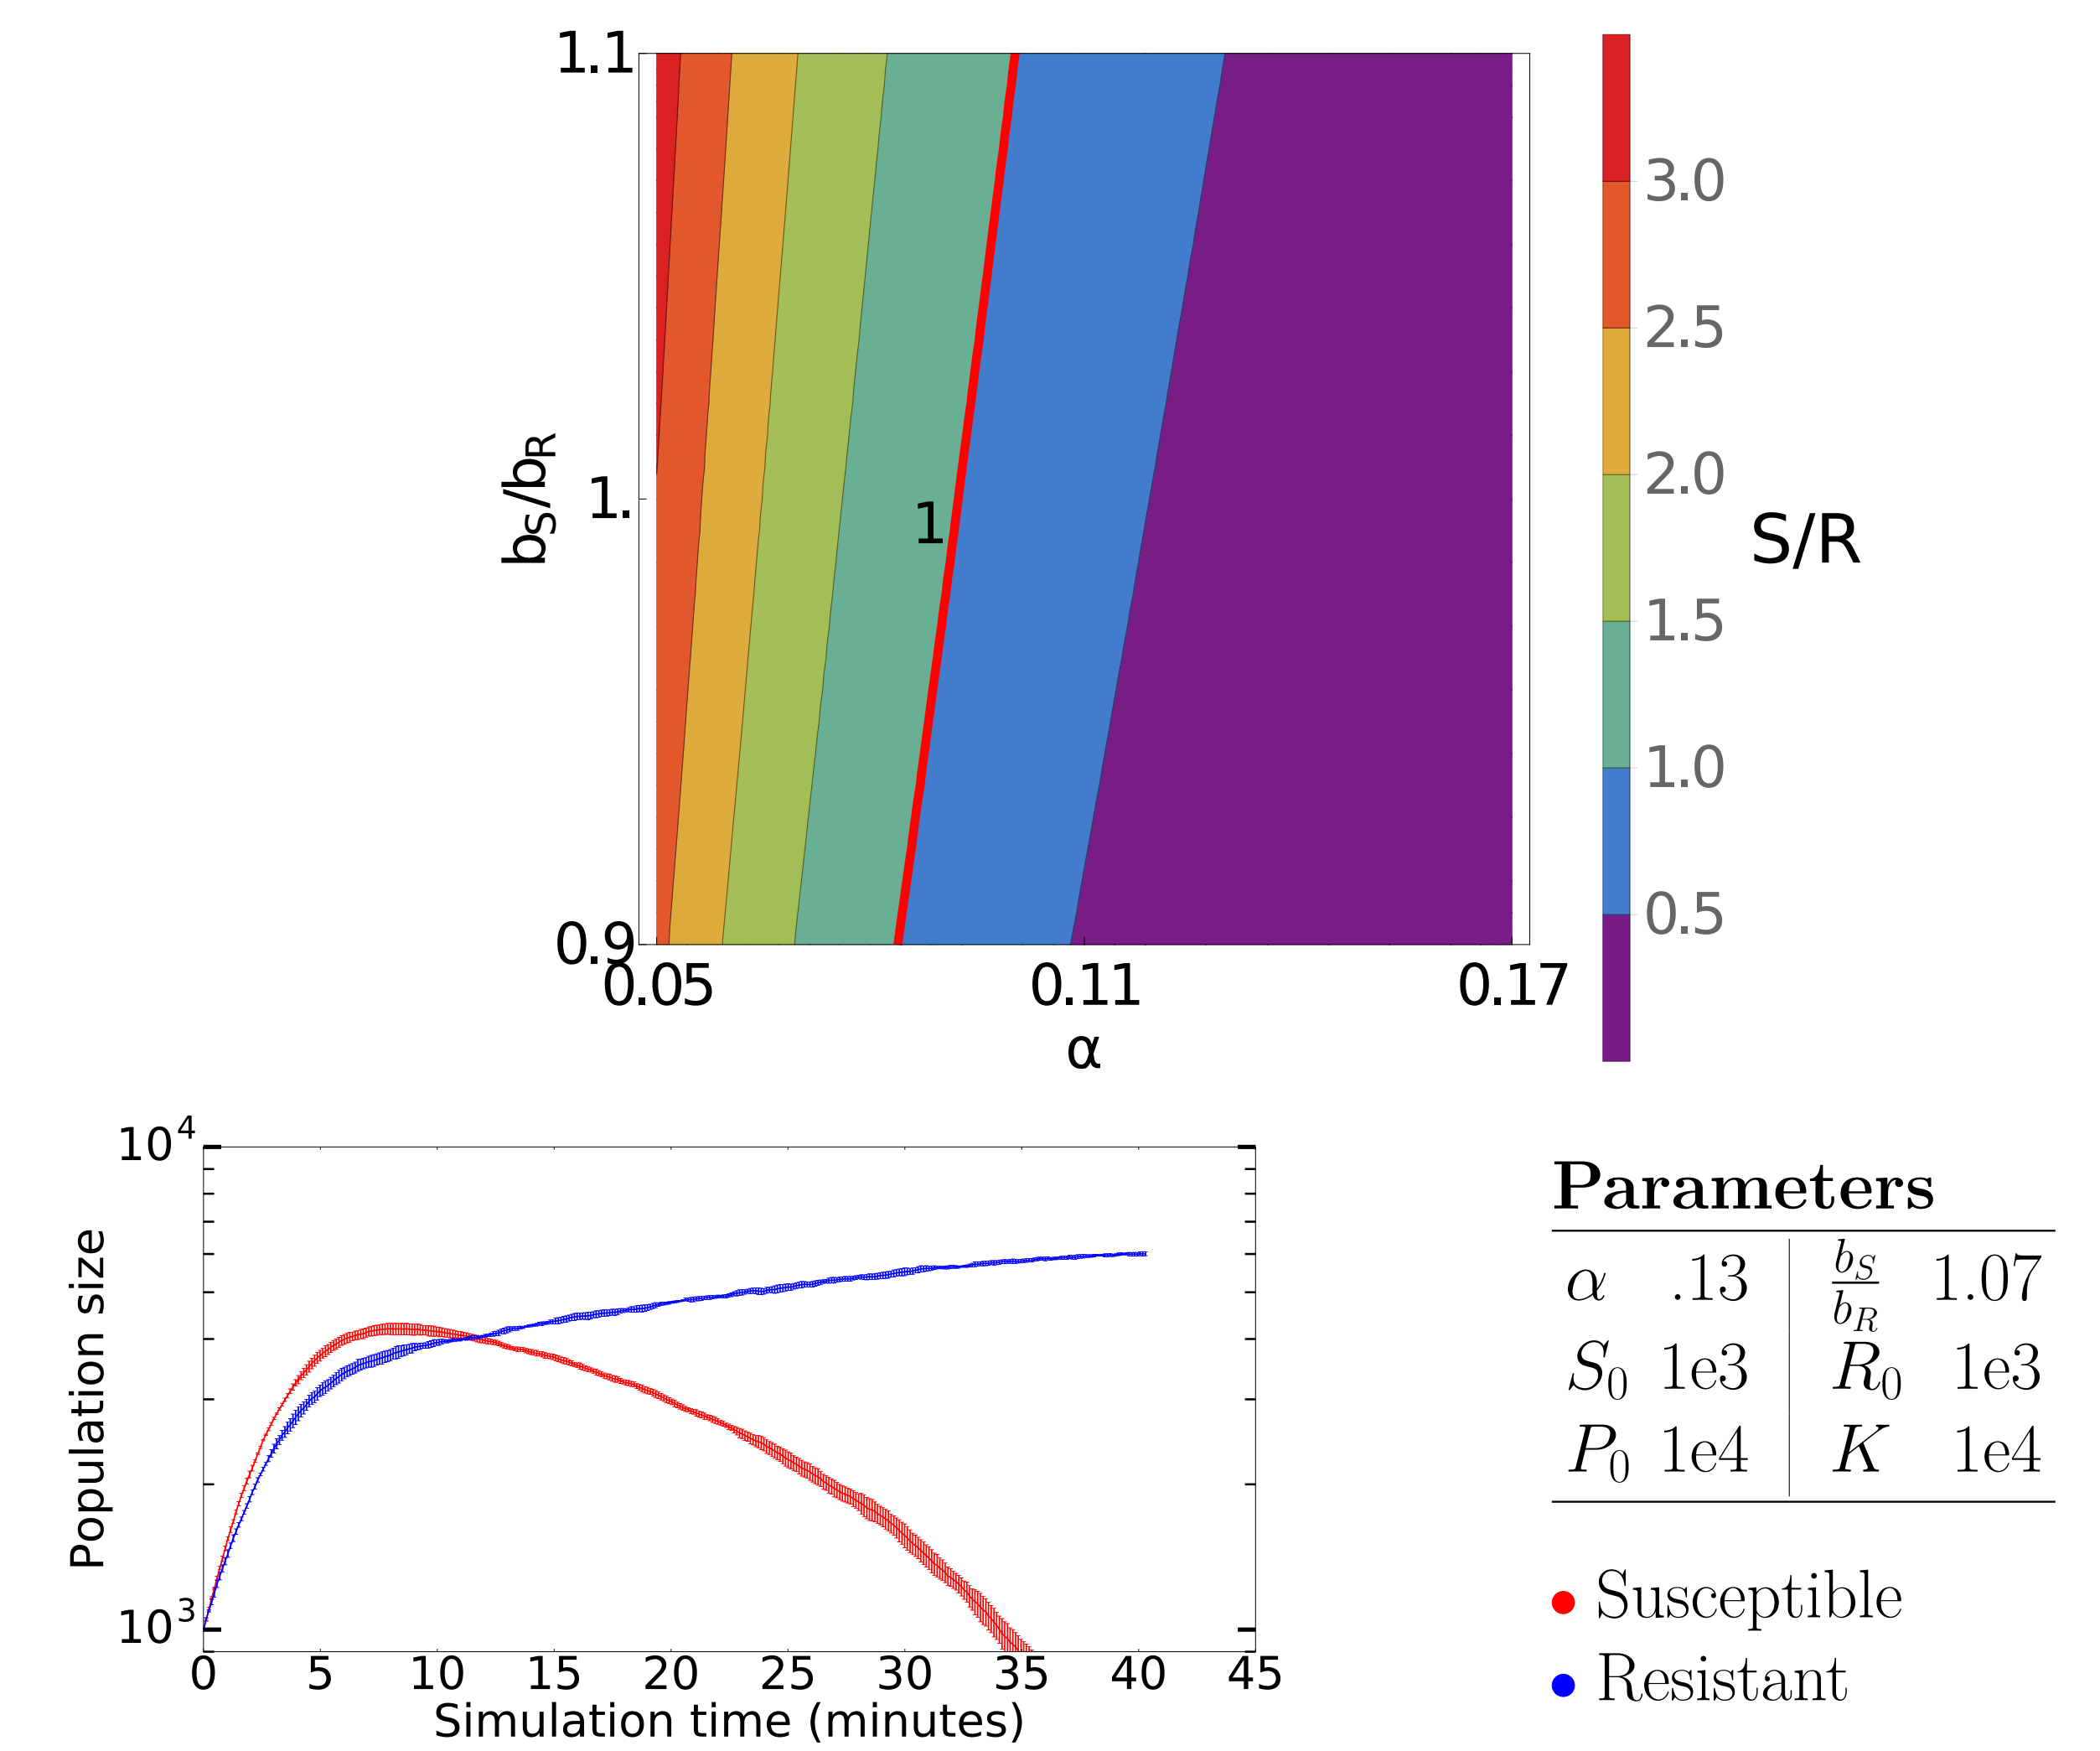 1.1
1.
0.9
bS/bR
1
0.05 0.11 0.17
α
3.0
2.5
2.0
1.5
1.0
0.5
S/R
10⁴
10³
Population size
0 5 10 15 20 25 30 35 40 45
Simulation time (minutes)
Parameters
α .13 bS/bR 1.07
S₀ 1e3 R₀ 1e3
P₀ 1e4 K 1e4
Susceptible
Resistant